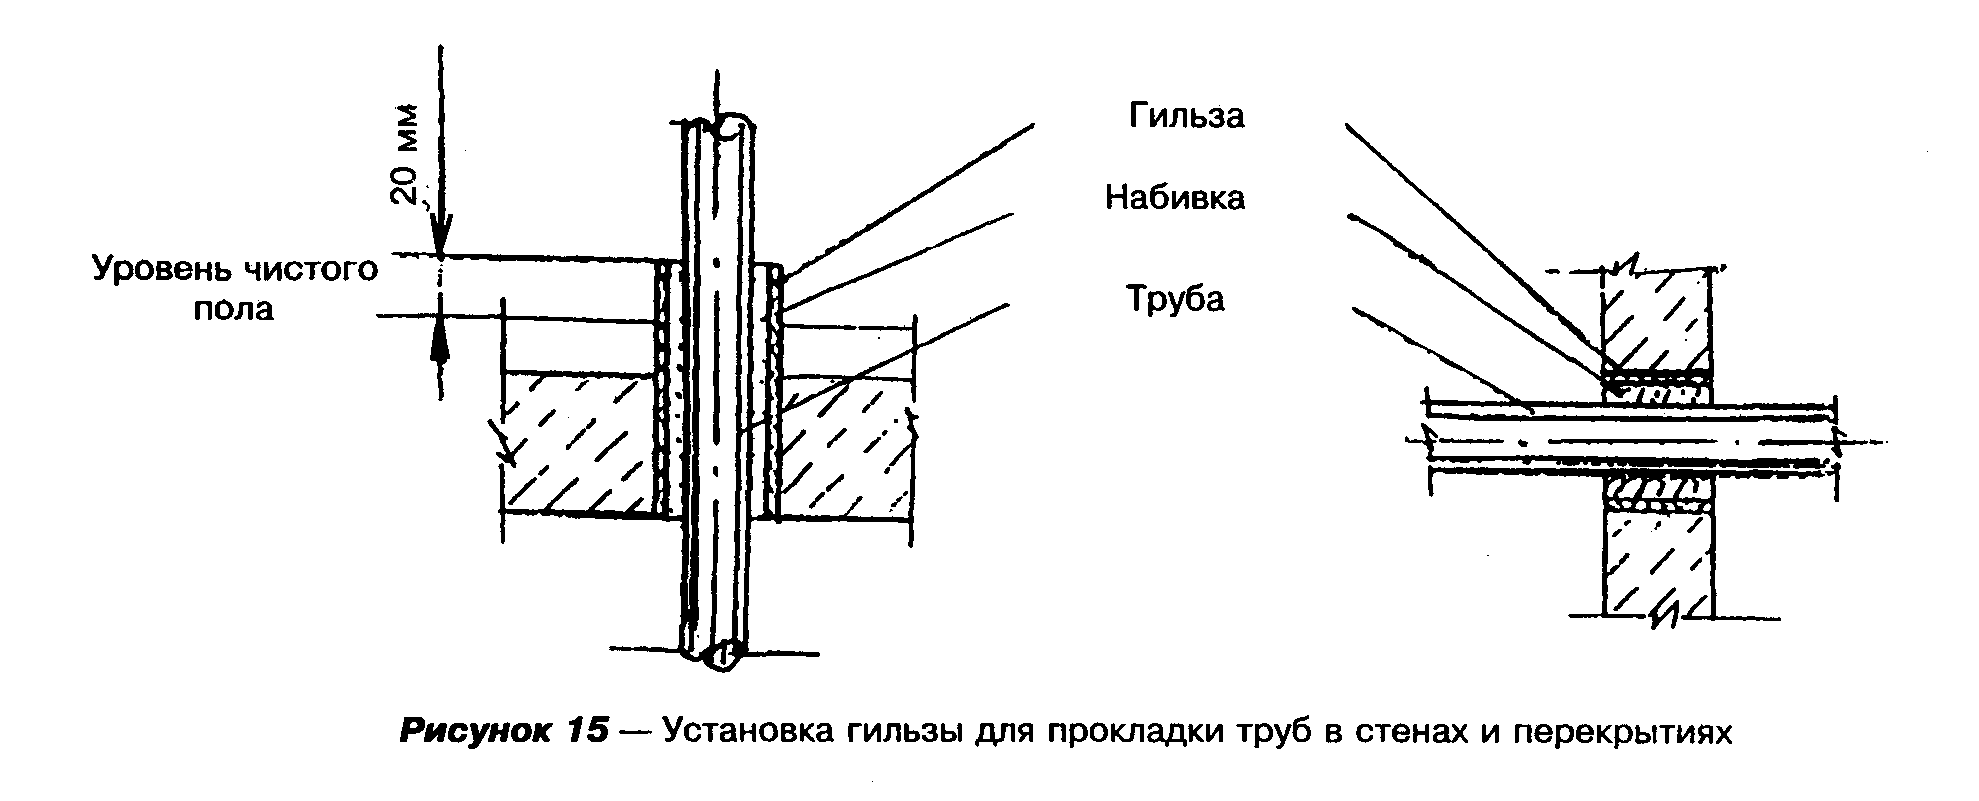 20 мм
Гильза
Набивка
Уровень чистого
пола
Труба
Рисунок 15 — Установка гильзы для прокладки труб в стенах и перекрытиях